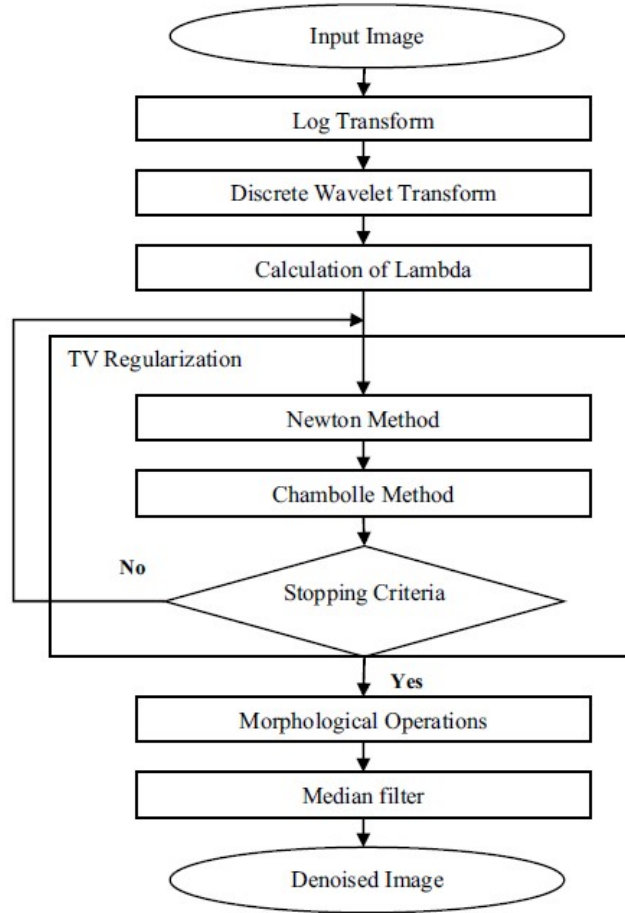 Input Image
Log Transform
Discrete Wavelet Transform
Calculation of Lambda
TV Regularization
Newton Method
Chambolle Method
No
Stopping Criteria
Yes
Morphological Operations
Median filter
Denoised Image